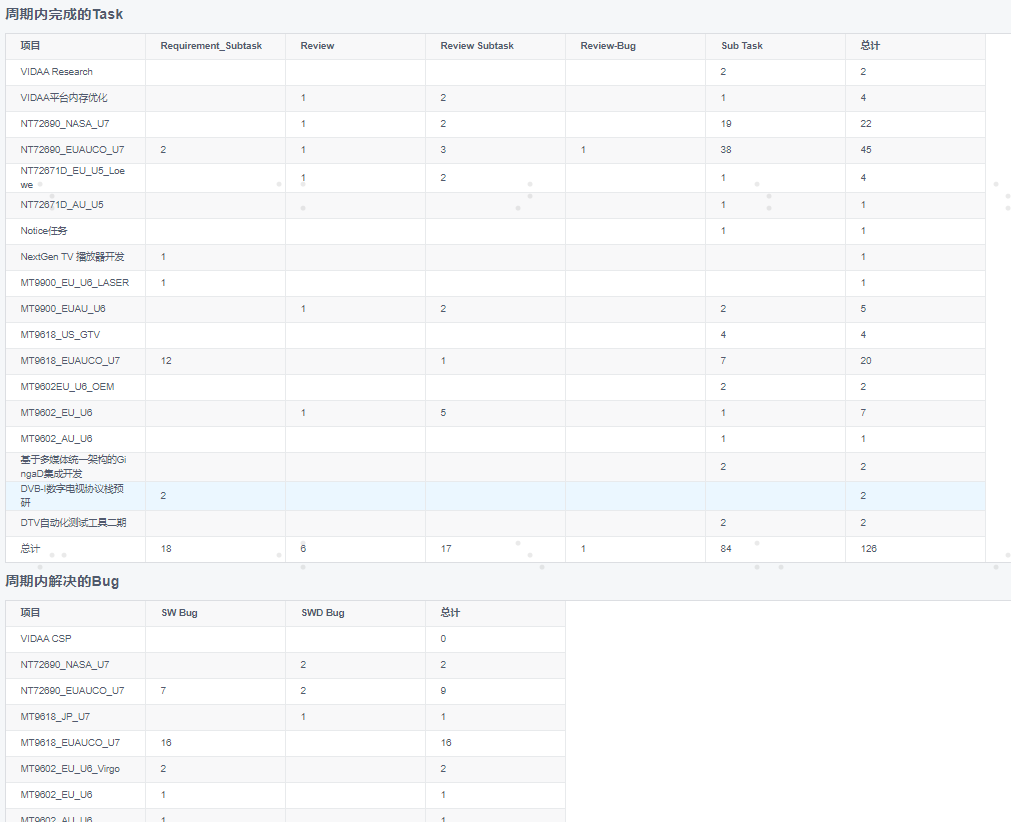 周期内完成的Task
项目 Requirement_Subtask Review Review Subtask Review-Bug Sub Task 总计
VIDAA Research 2 2
VIDAA平台内存优化 1 2 1 4
NT72690_NASA_U7 1 2 19 22
NT72690_EUAUCO_U7 2 1 3 1 38 45
NT72671D_EU_U5_Loe
we 1 2 1 4
NT72671D_AU_U5 1 1
Notice任务 1 1
NextGen TV 播放器开发 1 1
MT9900_EU_U6_LASER 1 1
MT9900_EUAU_U6 1 2 2 5
MT9618_US_GTV 4 4
MT9618_EUAUCO_U7 12 1 7 20
MT9602EU_U6_OEM 2 2
MT9602_EU_U6 1 5 1 7
MT9602_AU_U6 1 1
基于多媒体统一架构的Gi
ngaD集成开发 2 2
DVB-I数字电视协议栈预
研 2 2
DTV自动化测试工具二期 2 2
总计 18 6 17 1 84 126
周期内解决的Bug
项目 SW Bug SWD Bug 总计
VIDAA CSP 0
NT72690_NASA_U7 2 2
NT72690_EUAUCO_U7 7 2 9
MT9618_JP_U7 1 1
MT9618_EUAUCO_U7 16 16
MT9602_EU_U6_Virgo 2 2
MT9602_EU_U6 1 1
MT9602_AU_U6 1 1